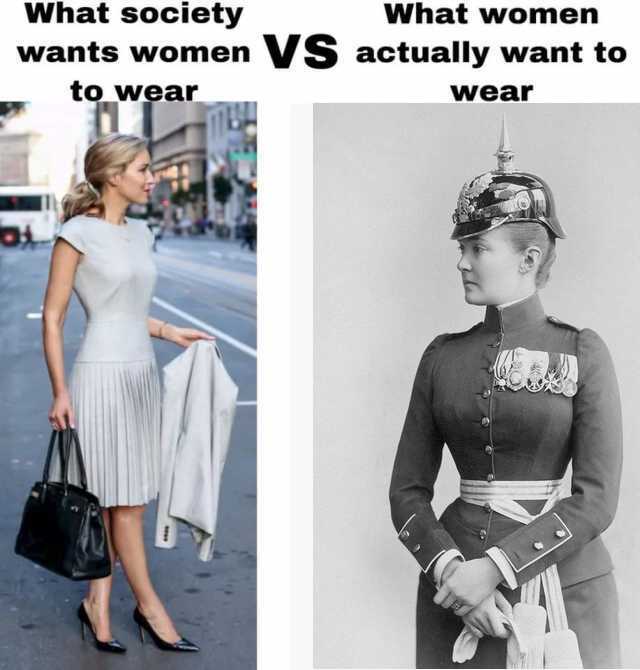 What society
wants women
to wear
VS
What women
actually want to
wear